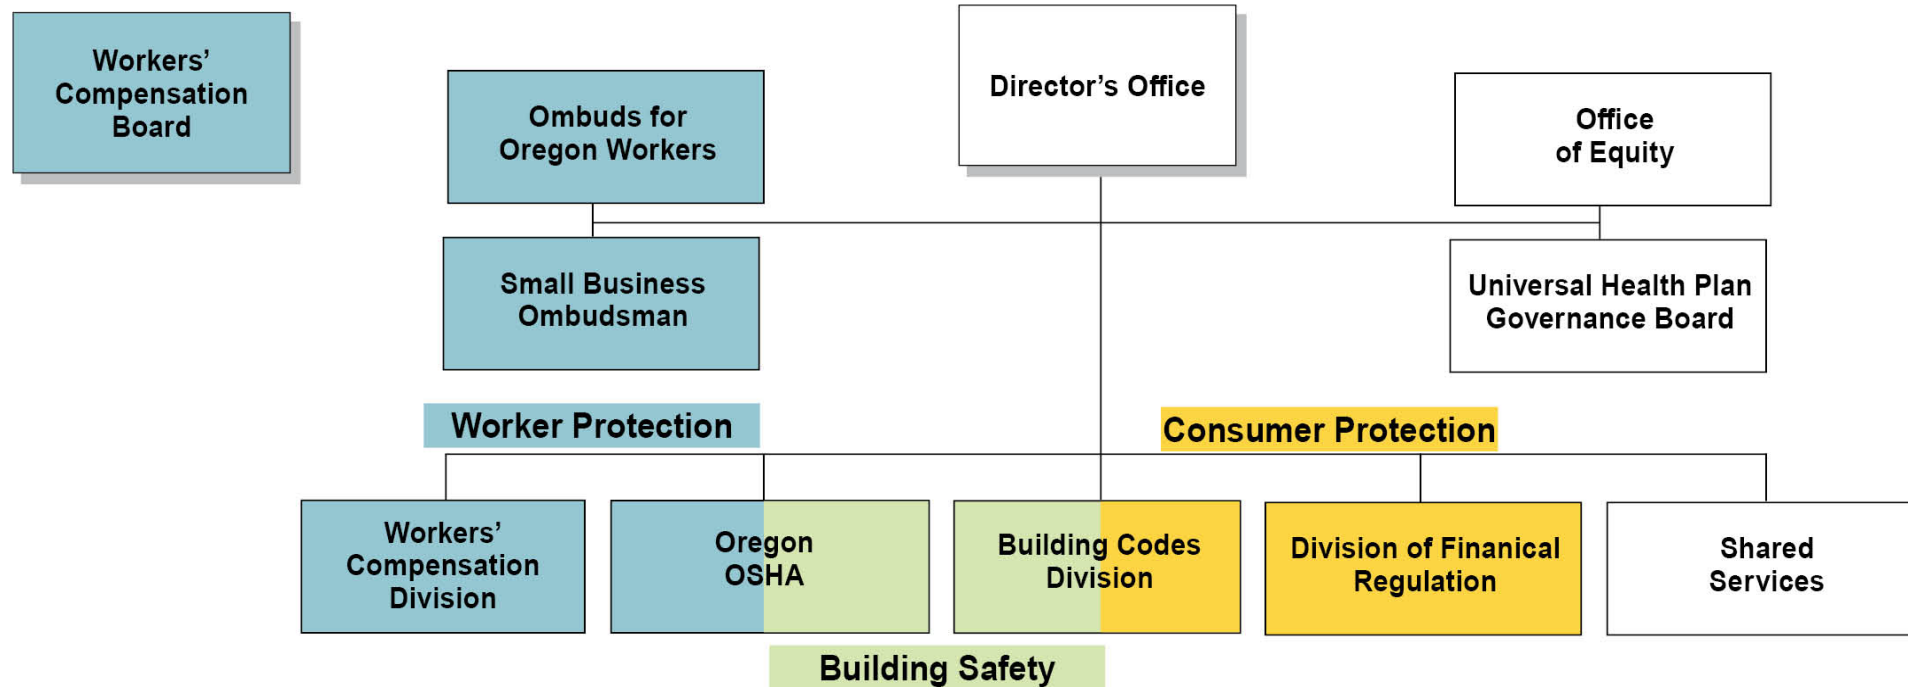 Workers’
Compensation
Board
Ombuds for
Oregon Workers
Director’s Office
Office
of Equity
Small Business
Ombudsman
Universal Health Plan
Governance Board
Worker Protection
Consumer Protection
Workers’
Compensation
Division
Oregon
OSHA
Building Codes
Division
Division of Finanical
Regulation
Shared
Services
Building Safety